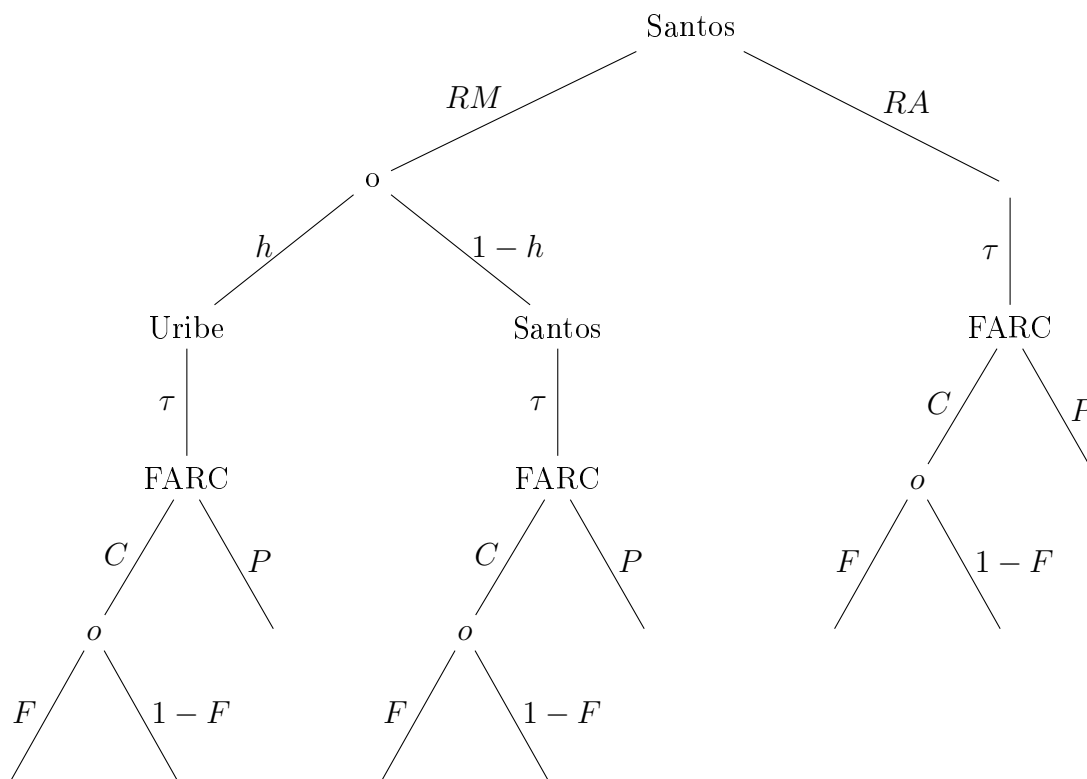 Santos
RM RA
o
h 1 − h τ
Uribe Santos FARC
τ τ C P
FARC FARC o
C P C P F 1 − F
o o
F 1 − F F 1 − F